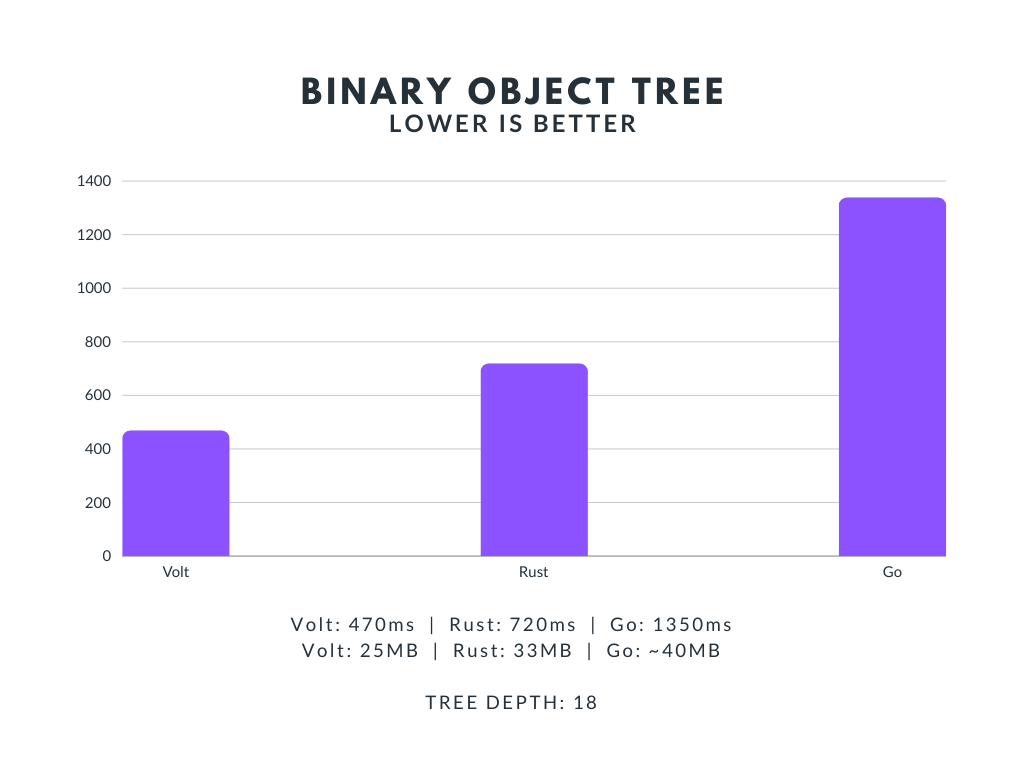 BINARY OBJECT TREE
LOWER IS BETTER
1400
1200
1000
800
600
400
200
0
Volt Rust Go
Volt: 470ms | Rust: 720ms | Go: 1350ms
Volt: 25MB | Rust: 33MB | Go: ~40MB
TREE DEPTH: 18